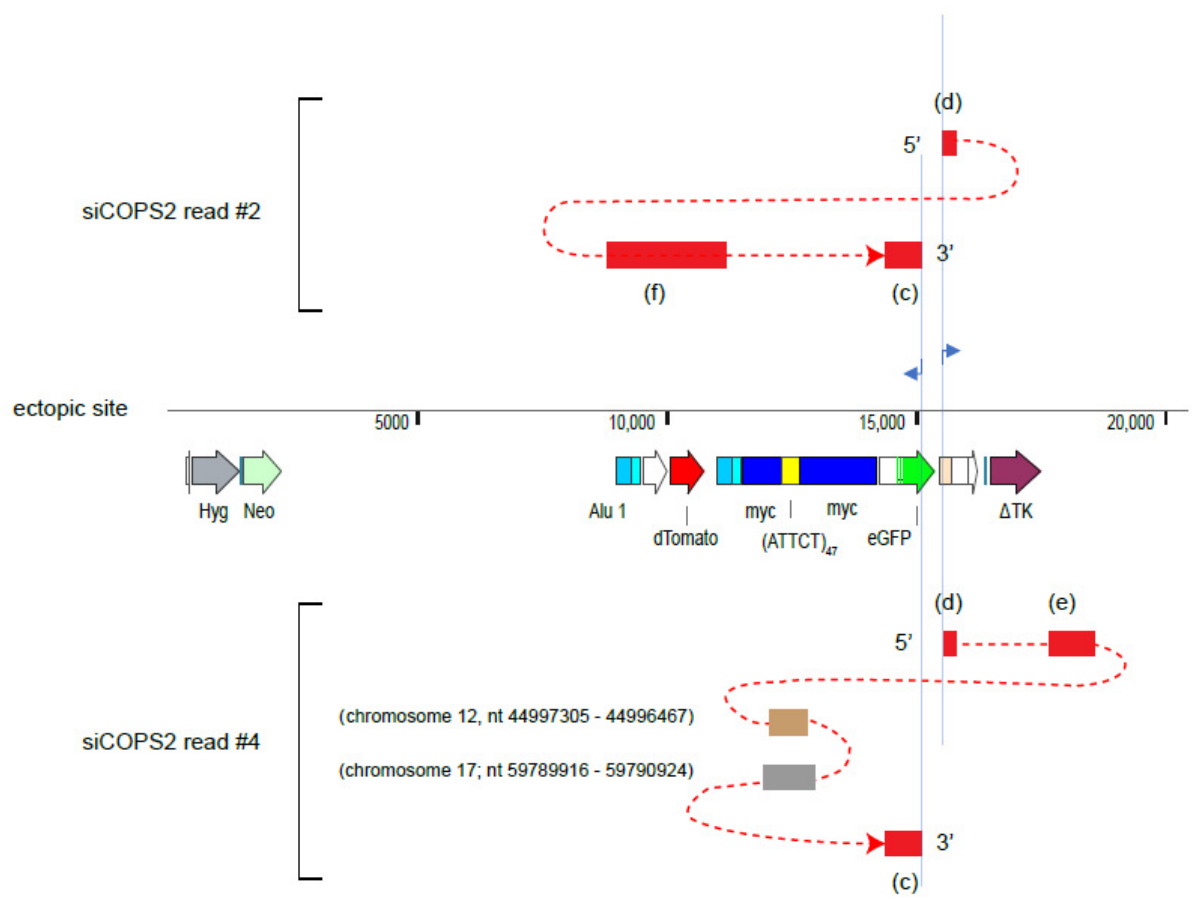 (d)
5’
siCOPS2 read #2
3’
(f)
(c)
ectopic site
5000
10,000
15,000
20,000
Hyg
Neo
Alu 1
dTomato
myc
(ATTCT)47
myc
eGFP
ΔTK
(d)
(e)
5’
(chromosome 12, nt 44997305 - 44996467)
siCOPS2 read #4
(chromosome 17; nt 59789916 - 59790924)
3’
(c)